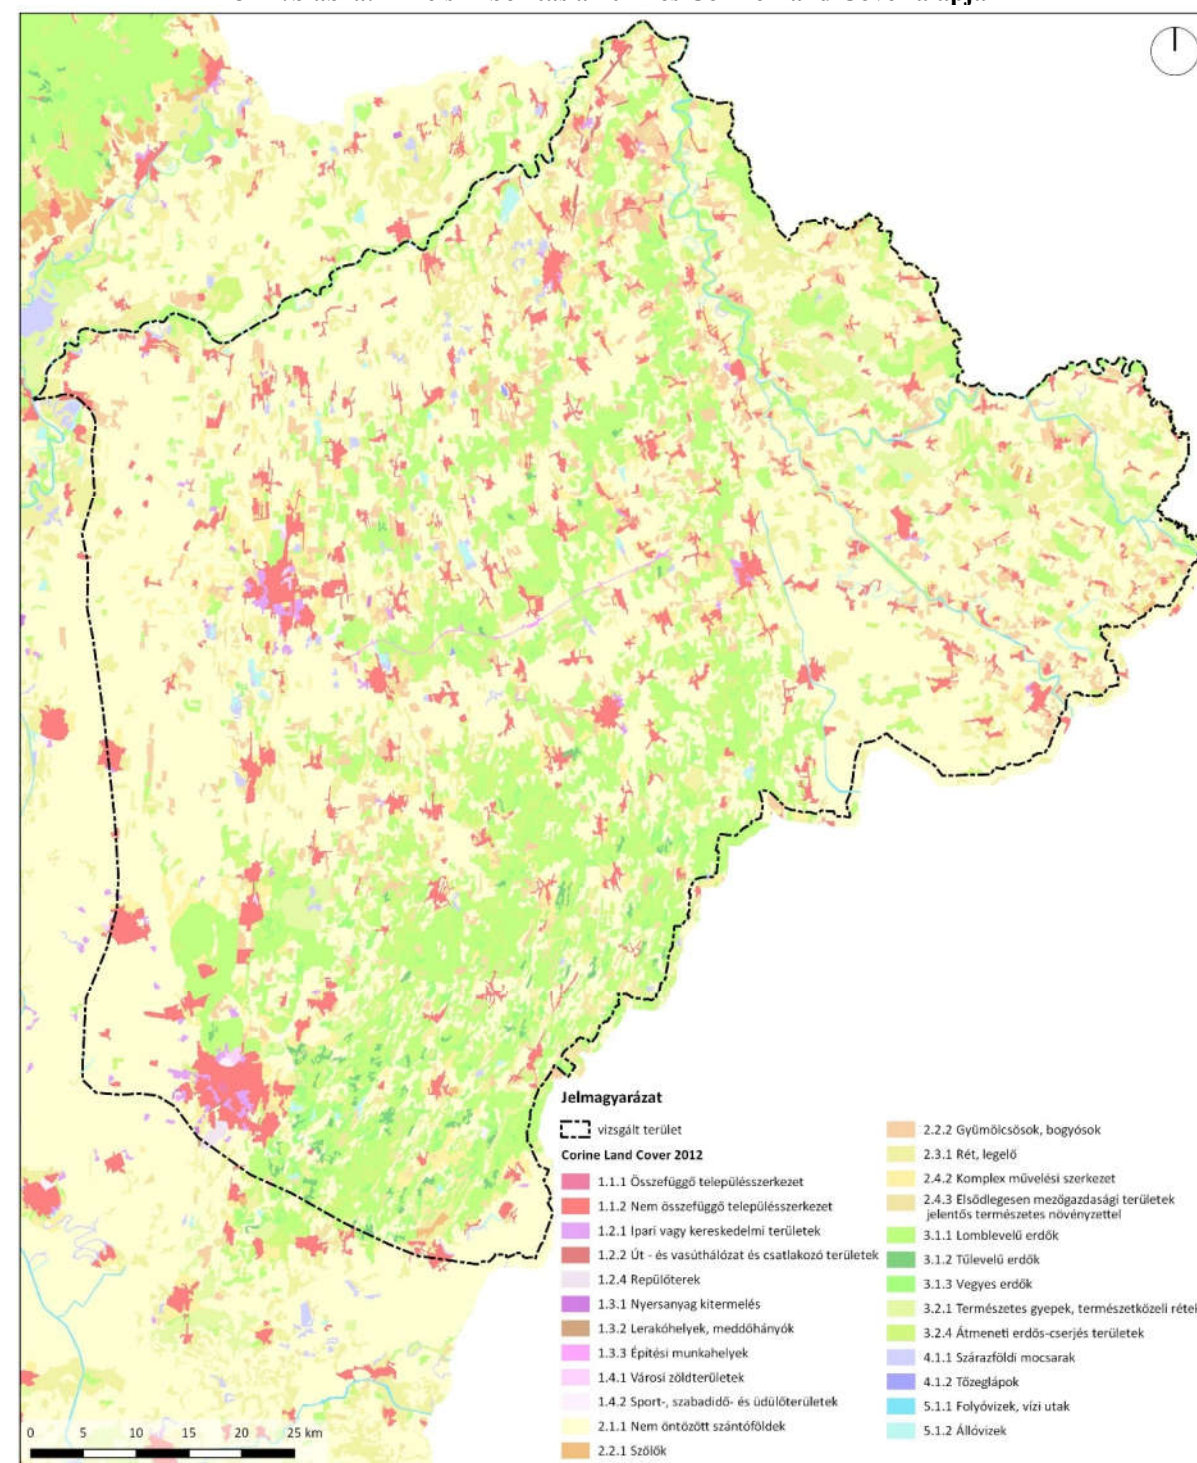 Jelmagyarázat
vizsgált terület
Corine Land Cover 2012
1.1.1 Összefüggő településszerkezet
1.1.2 Nem összefüggő településszerkezet
1.2.1 Ipari vagy kereskedelmi területek
1.2.2 Út - és vasúthálózat és csatlakozó területek
1.2.4 Repülőterek
1.3.1 Nyersanyag kitermelés
1.3.2 Lerakóhelyek, meddőhányók
1.3.3 Építési munkahelyek
1.4.1 Városi zöldterületek
1.4.2 Sport-, szabadidő- és üdülőterületek
2.1.1 Nem öntözött szántóföldek
2.2.1 Szőlők
2.2.2 Gyümölcsösok, bogyósok
2.3.1 Rét, legelő
2.4.2 Komplex művelési szerkezet
2.4.3 Elsődlegesen mezőgazdasági területek
jelentős természetes növényzettel
3.1.1 Lomblevelű erdők
3.1.2 Tűlevelű erdők
3.1.3 Vegyes erdők
3.2.1 Természetes gyepek, természetközeli rétek
3.2.4 Átmeneti erdős-cserjés területek
4.1.1 Szárazföldi mocsarak
4.1.2 Tőzeglápok
5.1.1 Folyóvizek, vízi utak
5.1.2 Állóvizek
0 5 10 15 20 25 km